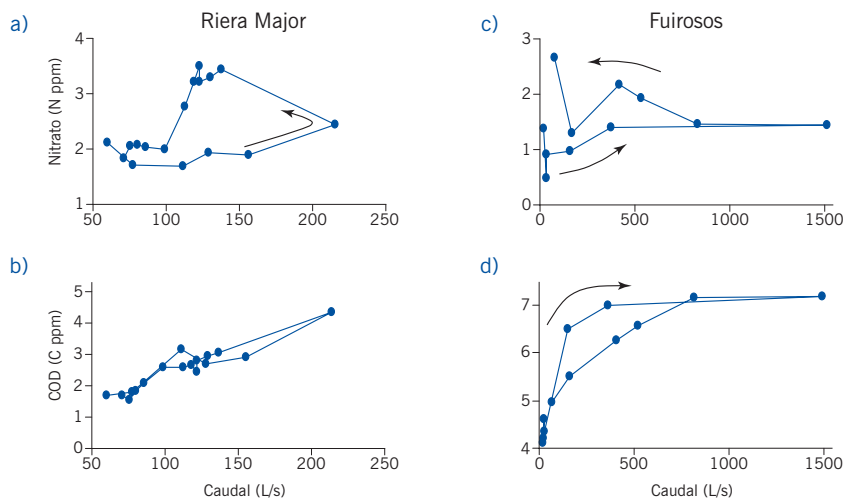 a)
Riera Major
Nitrato (N ppm)
4
3
2
1
50 100 150 200 250
c)
Fuirosos
3
2
1
0
0 500 1000 1500
b)
COD (C ppm)
5
4
3
2
1
0
50 100 150 200 250
Caudal (L/s)
d)
7
6
5
4
0 500 1000 1500
Caudal (L/s)